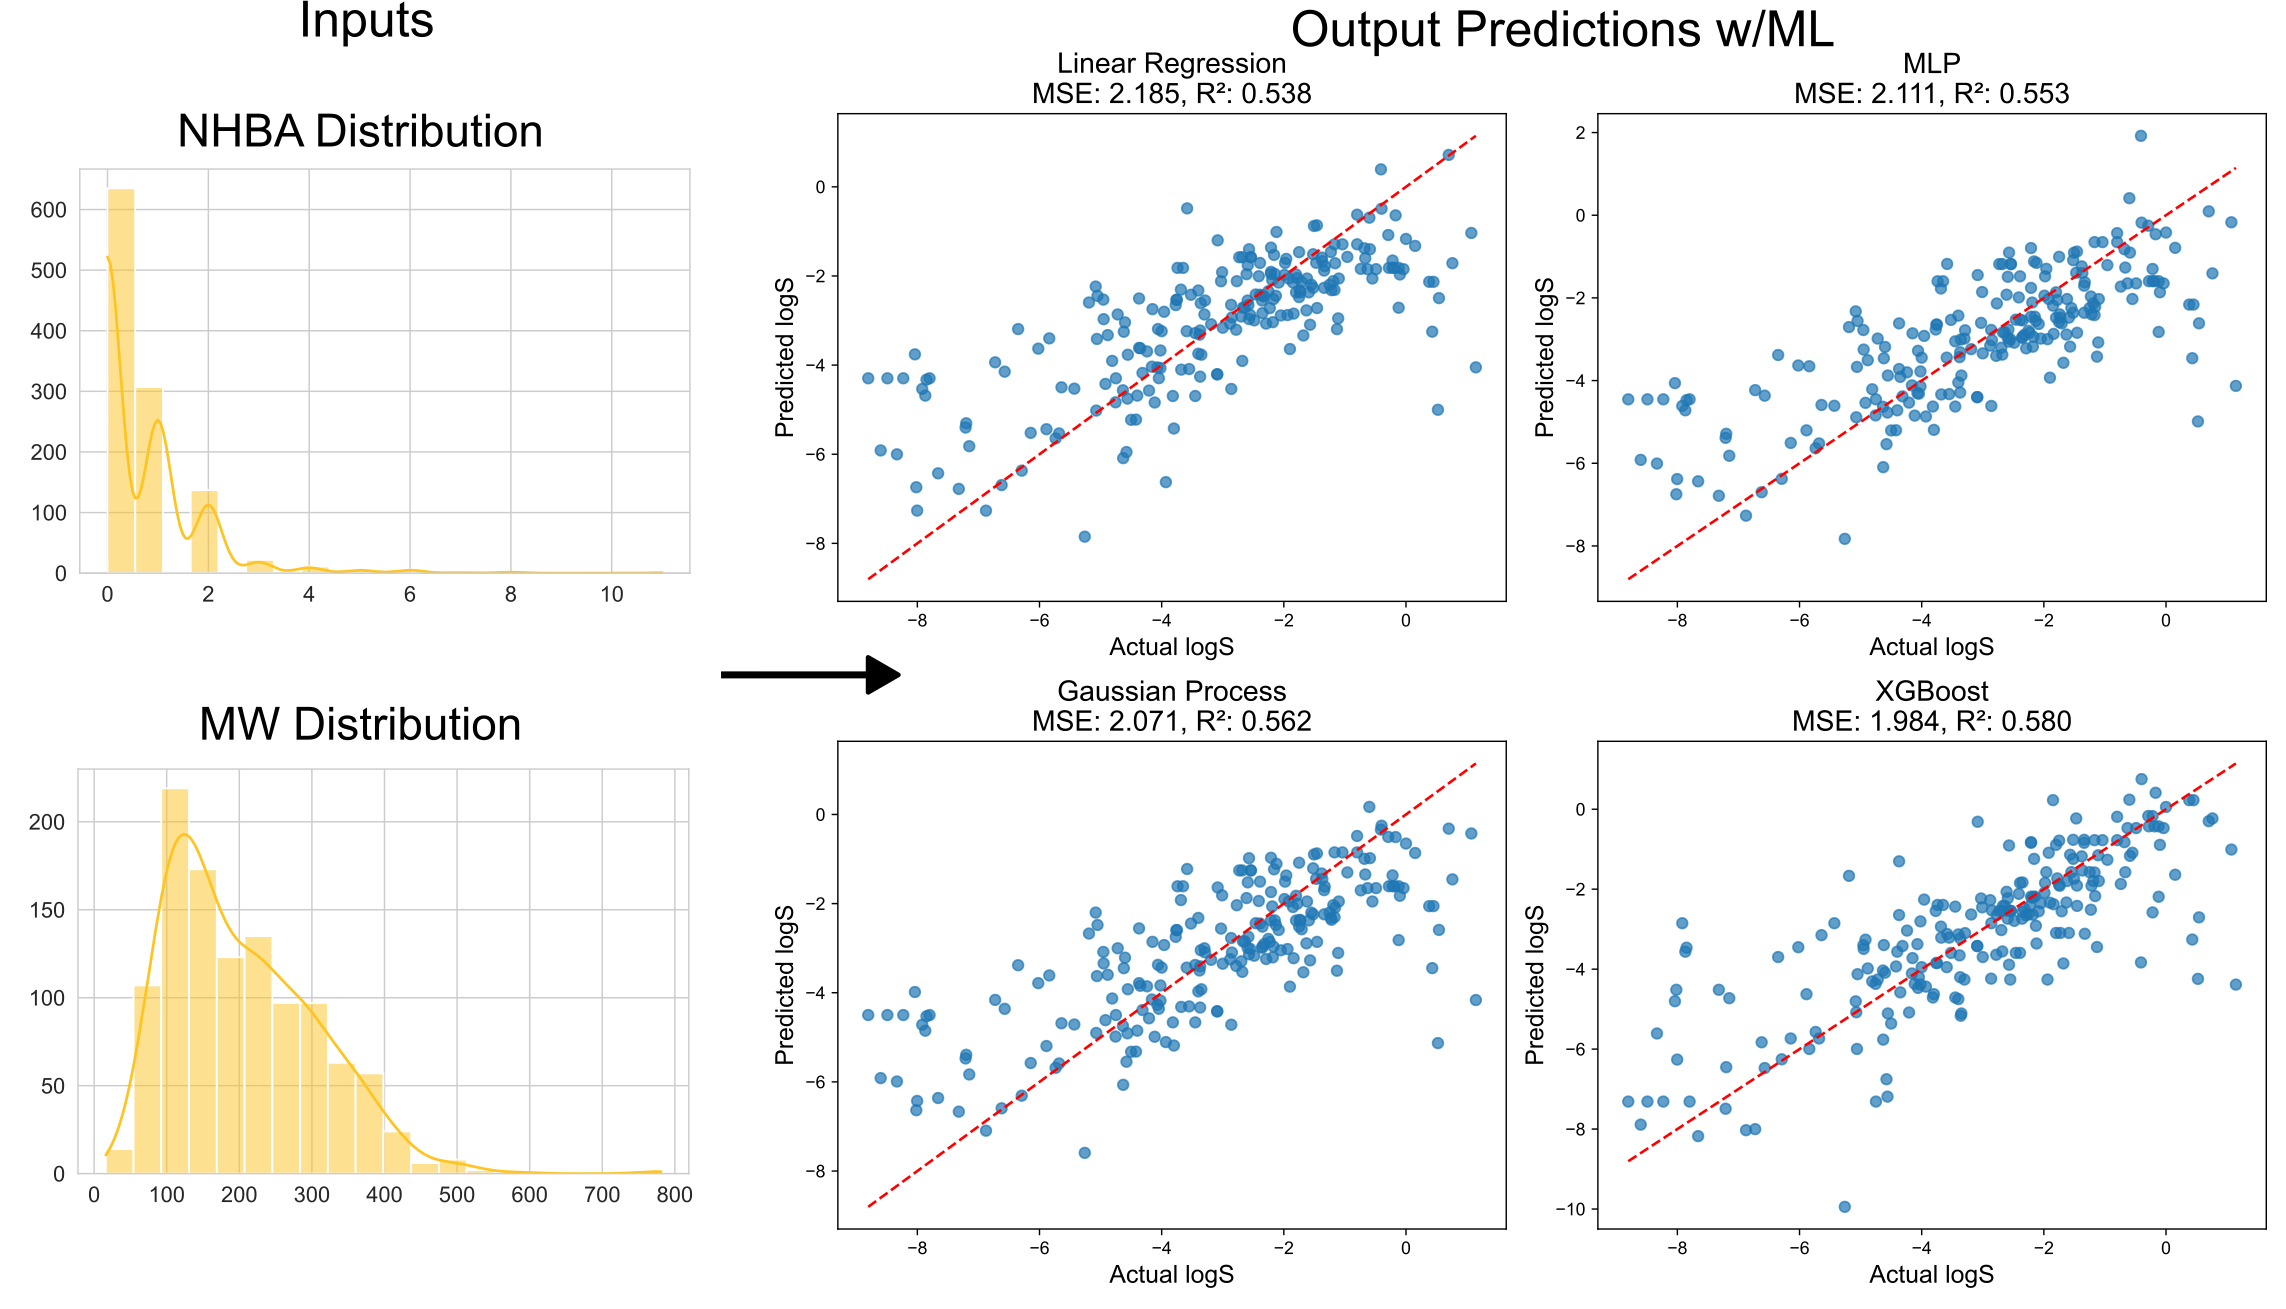 Inputs
Output Predictions w/ML
NHBA Distribution
600
500
400
300
200
100
0
0 2 4 6 8 10
MW Distribution
200
150
100
50
0
0 100 200 300 400 500 600 700 800
Linear Regression
MSE: 2.185, R²: 0.538
Predicted logS
0
−2
−4
−6
−8
−8 −6 −4 −2 0
Actual logS
MLP
MSE: 2.111, R²: 0.553
Predicted logS
2
0
−2
−4
−6
−8
−8 −6 −4 −2 0
Actual logS
Gaussian Process
MSE: 2.071, R²: 0.562
Predicted logS
0
−2
−4
−6
−8
−8 −6 −4 −2 0
Actual logS
XGBoost
MSE: 1.984, R²: 0.580
Predicted logS
0
−2
−4
−6
−8
−10
−8 −6 −4 −2 0
Actual logS